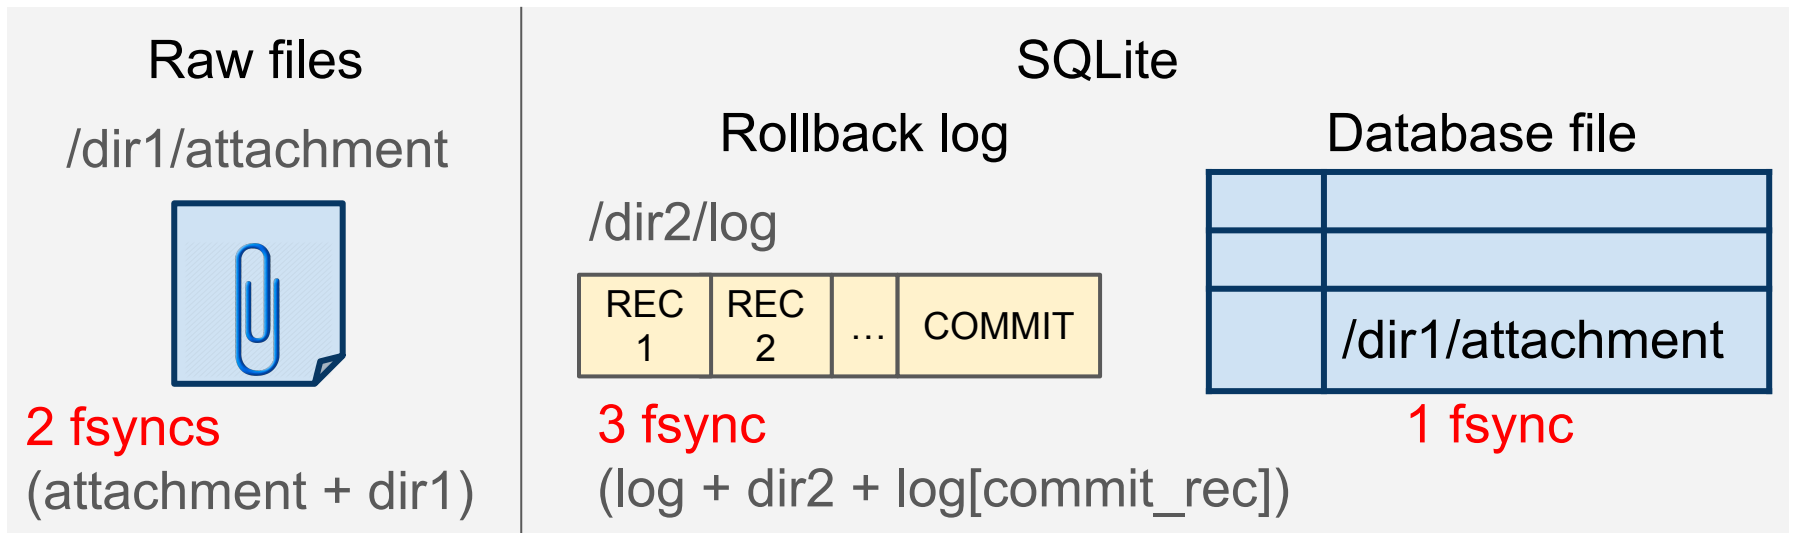 Raw files
/dir1/attachment
2 fsyncs
(attachment + dir1)
SQLite
Rollback log
/dir2/log
REC 1
REC 2
...
COMMIT
3 fsync
(log + dir2 + log[commit_rec])
Database file
/dir1/attachment
1 fsync